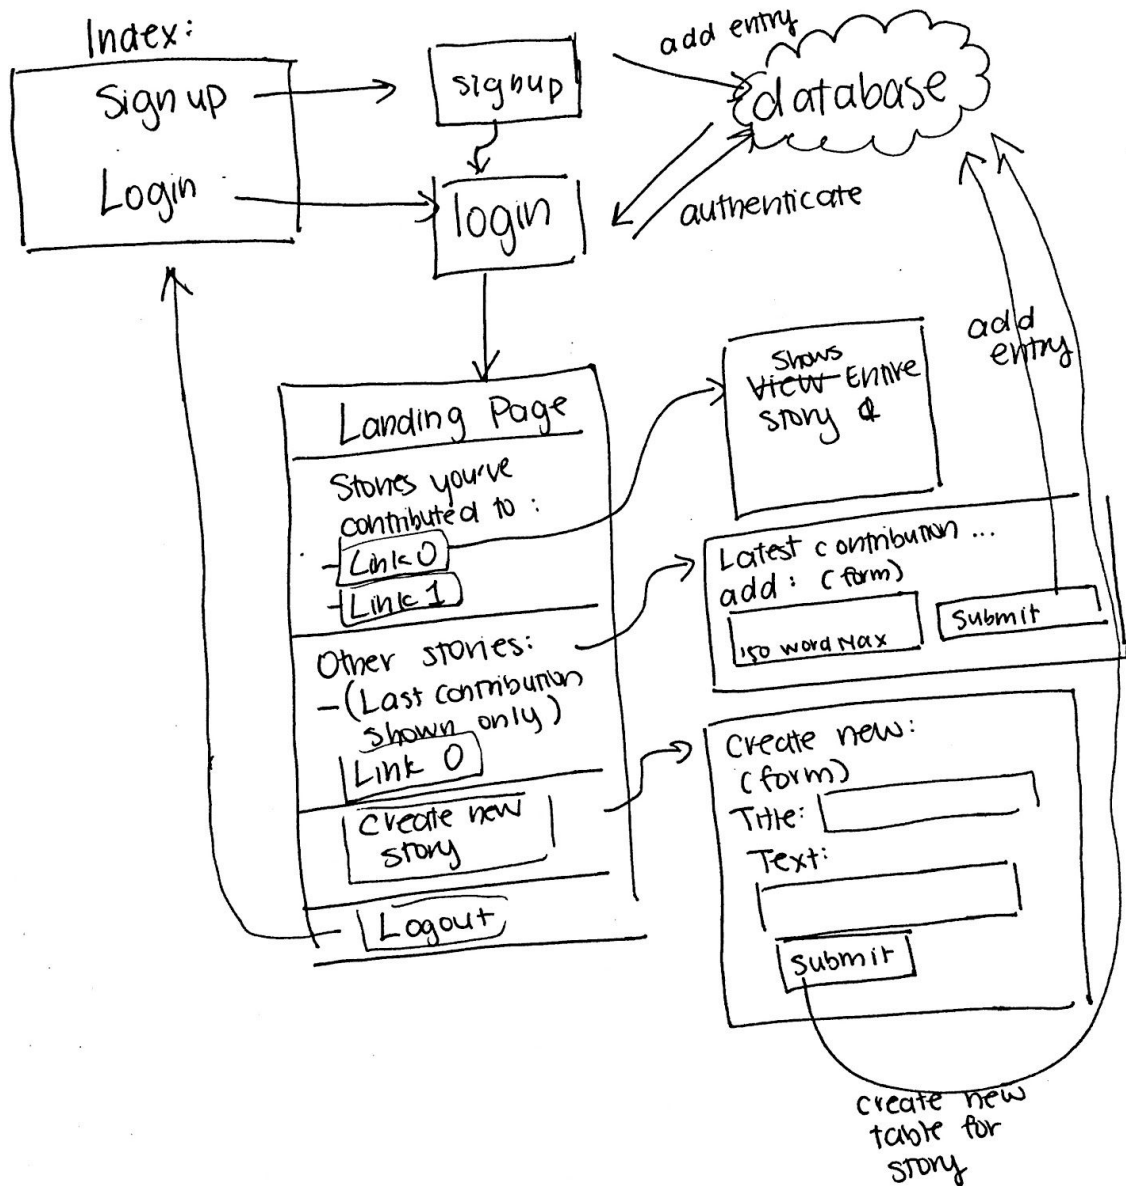 Index:
Signup
Login
signup
login
add entry
database
authenticate
Landing Page
Stories you've
contributed to:
- Link 0
- Link 1
Other stories:
- (Last contribution
shown only)
Link 0
Create new
story
Logout
Shows
View Entire
story
add
entry
Latest contribution ...
add: (form)
150 word Max
Submit
Create new:
(form)
Title:
Text:
Submit
create new
table for
story